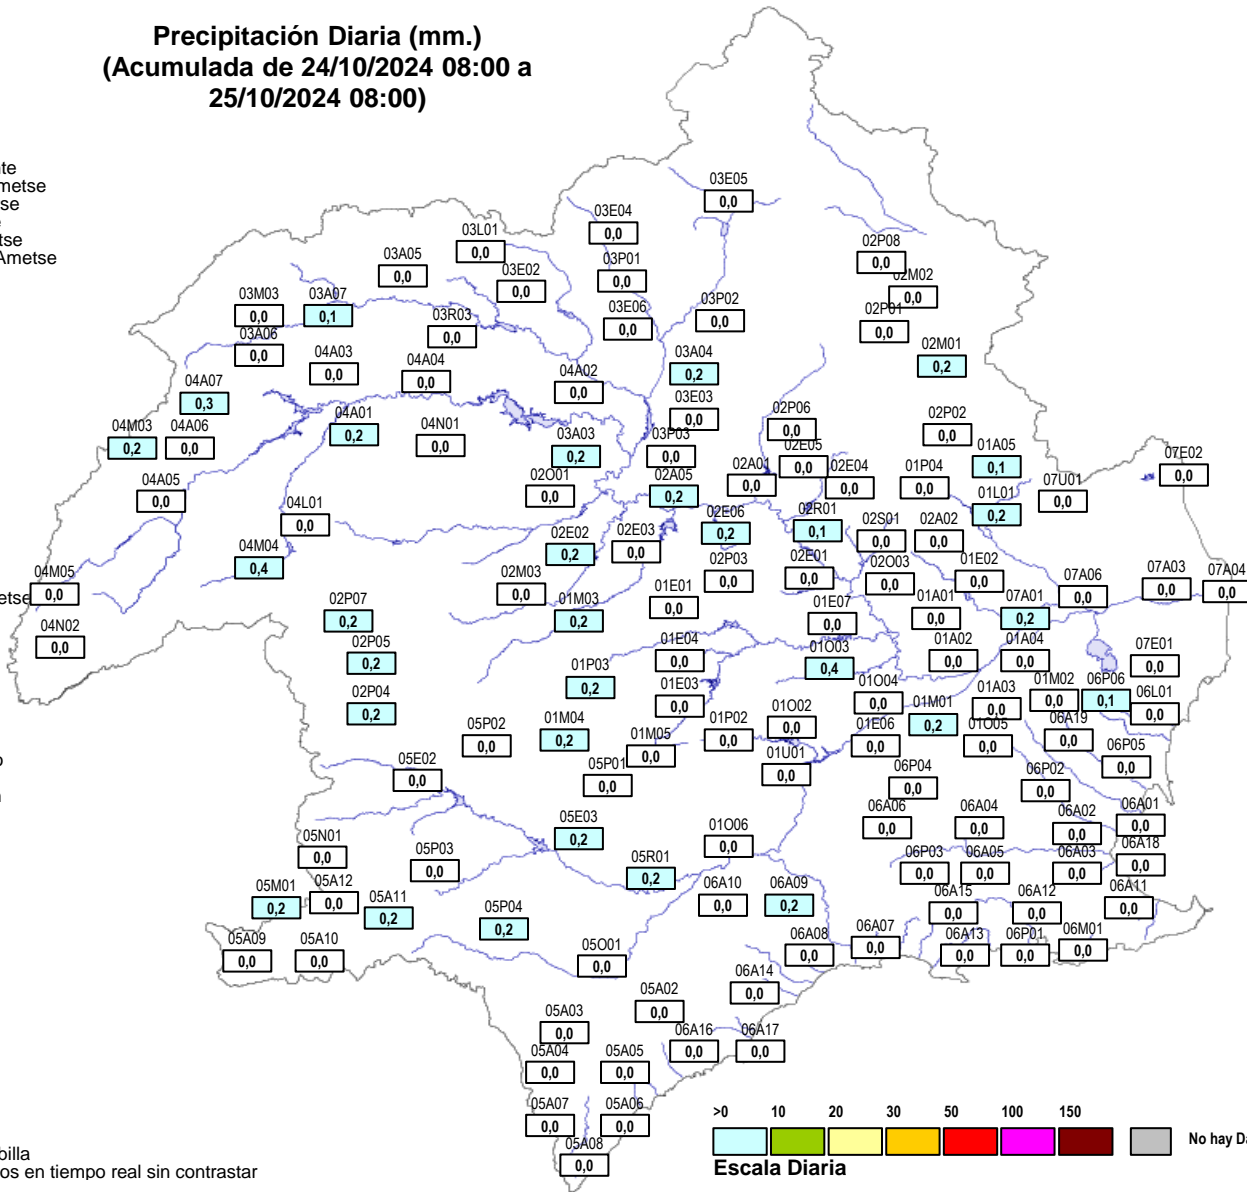 Precipitación Diaria (mm.)
(Acumulada de 24/10/2024 08:00 a
25/10/2024 08:00)
nte
metse
se
e
tse
Ametse
etse
o
n
billa
os en tiempo real sin contrastar
03E05
0,0
03E04
0,0
03L01
0,0
03A05
0,0
03P01
0,0
03E02
0,0
02P08
0,0
02M02
0,0
03M03
0,0
03A07
0,1
03P02
0,0
03E06
0,0
02P01
0,0
03R03
0,0
03A06
0,0
02M01
0,2
04A03
0,0
04A04
0,0
03A04
0,2
04A02
0,0
04A07
0,3
03E03
0,0
04A01
0,2
02P06
0,0
02P02
0,0
04M03
0,2
04A06
0,0
04N01
0,0
03A03
0,2
03P03
0,0
02E05
0,0
01A05
0,1
07E02
0,0
04A05
0,0
02O01
0,0
02A05
0,2
02A01
0,0
02E04
0,0
01P04
0,0
07U01
0,0
01L01
0,2
04L01
0,0
02E06
0,2
02R01
0,1
02S01
0,0
02A02
0,0
02E02
0,2
02E03
0,0
04M04
0,4
02P03
0,0
02E01
0,0
02O03
0,0
01E02
0,0
04M05
0,0
02M03
0,0
07A06
0,0
07A03
0,0
07A04
0,0
01E01
0,0
02P07
0,2
01M03
0,2
01E07
0,0
01A01
0,0
07A01
0,2
04N02
0,0
02P05
0,2
01E04
0,0
01O03
0,4
01A02
0,0
01A04
0,0
07E01
0,0
01P03
0,2
01E03
0,0
01O04
0,0
01A03
0,0
01M02
0,0
06P06
0,1
06L01
0,0
02P04
0,2
01M01
0,2
01O02
0,0
05P02
0,0
01M04
0,2
01P02
0,0
01E06
0,0
01O05
0,0
06A19
0,0
01M05
0,0
06P05
0,0
05E02
0,0
05P01
0,0
01U01
0,0
06P04
0,0
06P02
0,0
05E03
0,2
06A06
0,0
06A04
0,0
06A02
0,0
06A01
0,0
01O06
0,0
05N01
0,0
05P03
0,0
05R01
0,2
06P03
0,0
06A05
0,0
06A03
0,0
06A18
0,0
05M01
0,2
05A12
0,0
05A11
0,2
06A10
0,0
06A09
0,2
06A15
0,0
06A12
0,0
06A11
0,0
05P04
0,2
05A09
0,0
05A10
0,0
05O01
0,0
06A08
0,0
06A07
0,0
06A13
0,0
06P01
0,0
06M01
0,0
06A14
0,0
05A02
0,0
05A03
0,0
06A16
0,0
06A17
0,0
05A04
0,0
05A05
0,0
05A07
0,0
05A06
0,0
05A08
0,0
>0 10 20 30 50 100 150
No hay Da
Escala Diaria